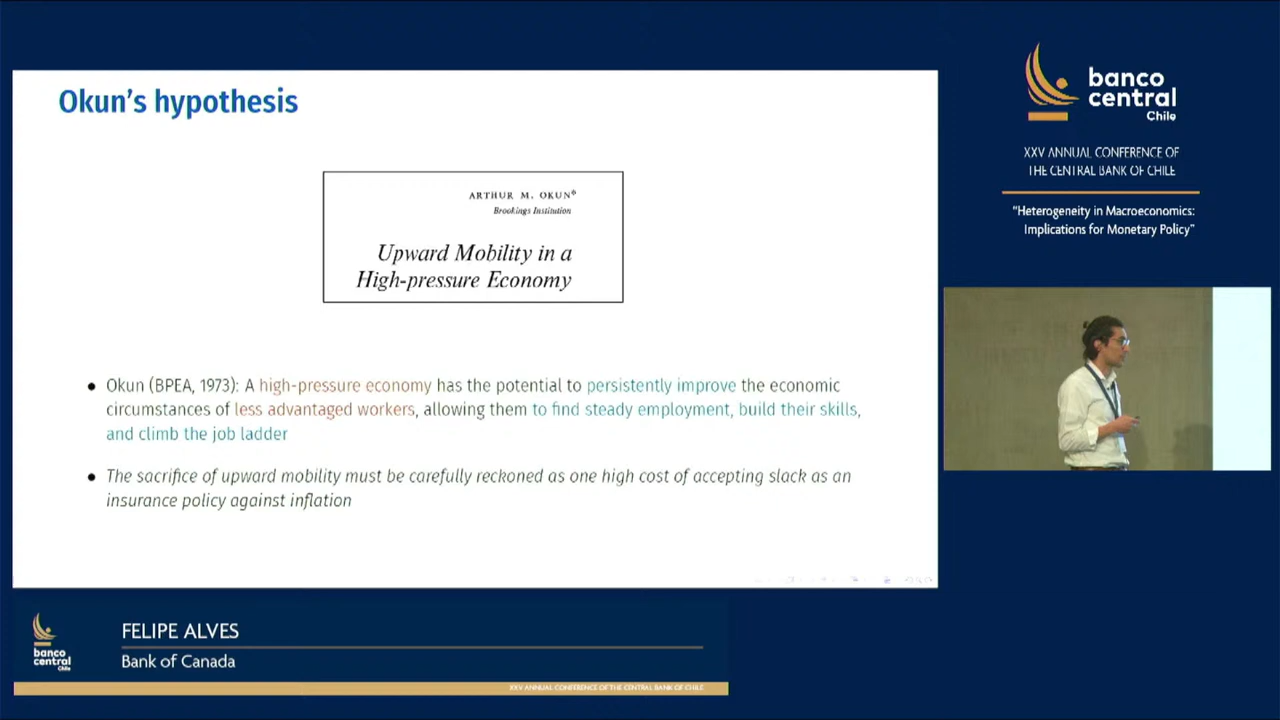 Okun's hypothesis
ARTHUR M. OKUN*
Brookings Institution
Upward Mobility in a
High-pressure Economy
● Okun (BPEA, 1973): A high-pressure economy has the potential to persistently improve the economic
circumstances of less advantaged workers, allowing them to find steady employment, build their skills,
and climb the job ladder
● The sacrifice of upward mobility must be carefully reckoned as one high cost of accepting slack as an
insurance policy against inflation
banco
central
Chile
XXV ANNUAL CONFERENCE OF
THE CENTRAL BANK OF CHILE
“Heterogeneity in Macroeconomics:
Implications for Monetary Policy”
banco
central
Chile
FELIPE ALVES
Bank of Canada
XXV ANNUAL CONFERENCE OF THE CENTRAL BANK OF CHILE